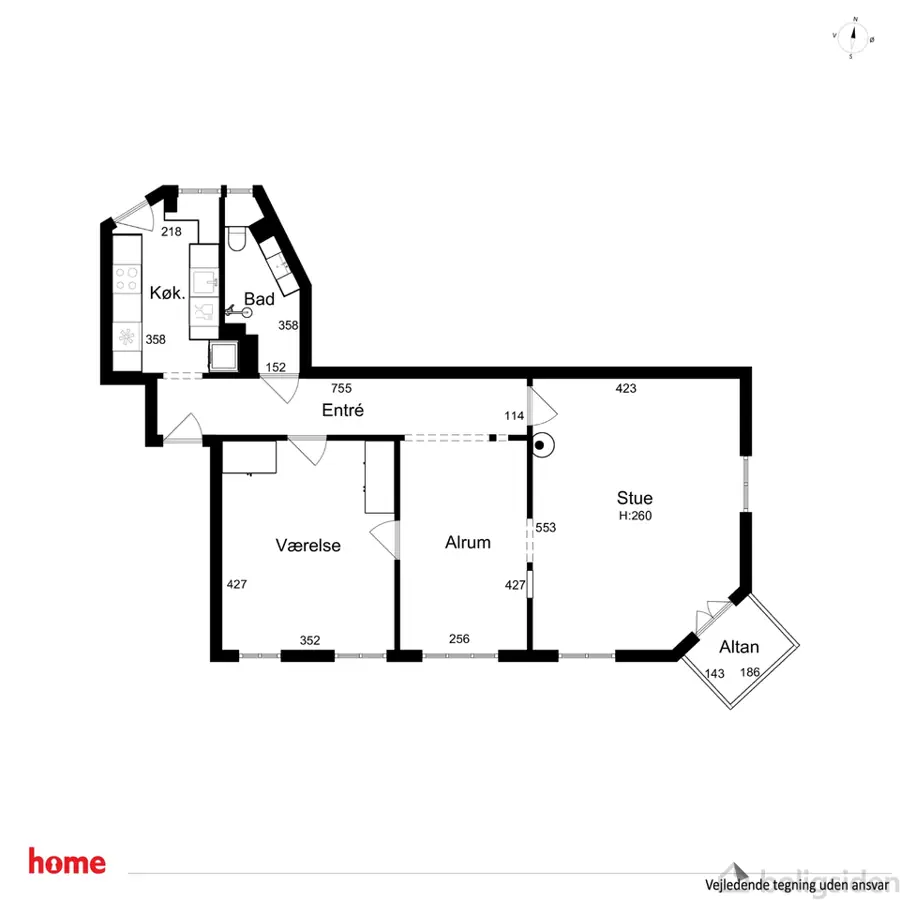 N
V
Ø
S
218
Køk.
Bad
358
358
152
755
423
Entré
114
Stue
H:260
553
Værelse
Alrum
427
427
352
256
Altan
143
186
home
boligsiden
Vejledende tegning uden ansvar